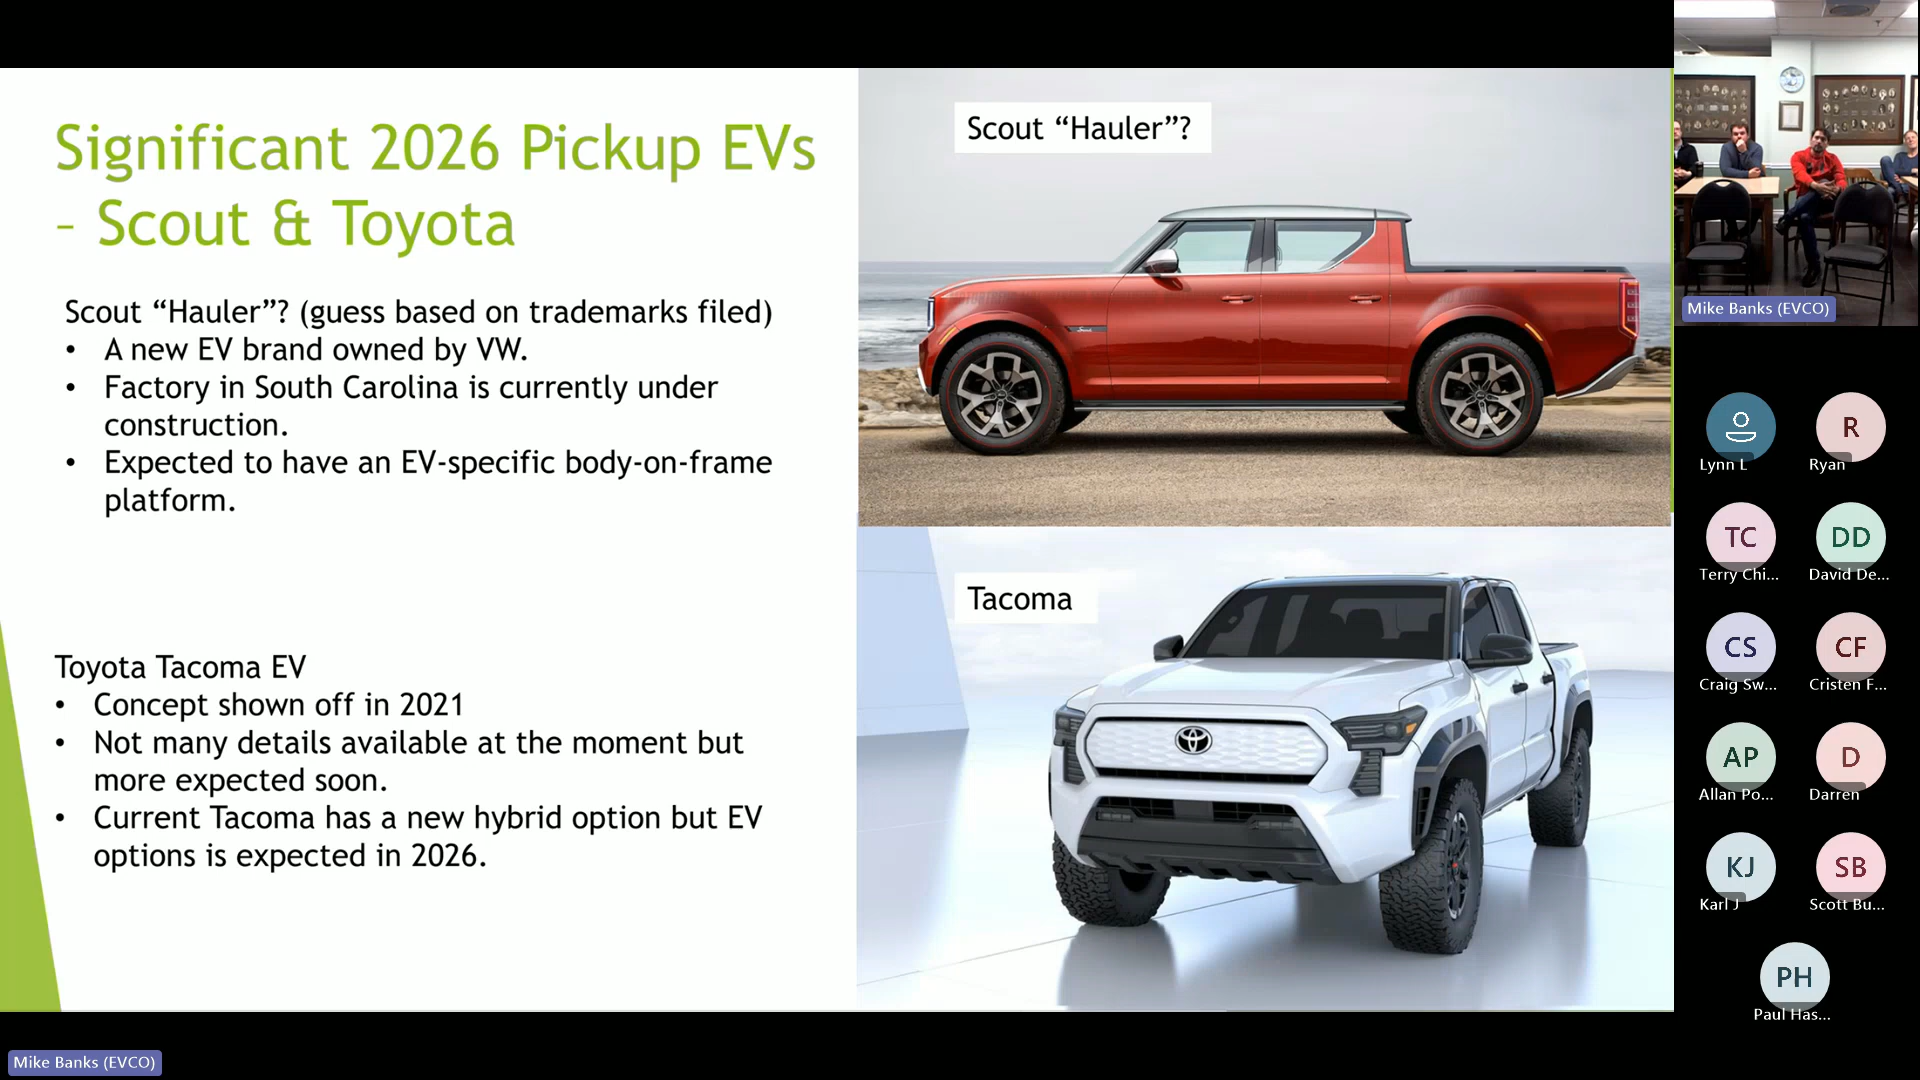 Significant 2026 Pickup EVs
– Scout & Toyota
Scout “Hauler”? (guess based on trademarks filed)
• A new EV brand owned by VW.
• Factory in South Carolina is currently under
construction.
• Expected to have an EV-specific body-on-frame
platform.
Toyota Tacoma EV
• Concept shown off in 2021
• Not many details available at the moment but
more expected soon.
• Current Tacoma has a new hybrid option but EV
options is expected in 2026.
Scout “Hauler”?
Tacoma
Mike Banks (EVCO)
Lynn L
R
Ryan
TC
Terry Chi...
DD
David De...
CS
Craig Sw...
CF
Cristen F...
AP
Allan Po...
D
Darren
KJ
Karl J
SB
Scott Bu...
PH
Paul Has...
Mike Banks (EVCO)